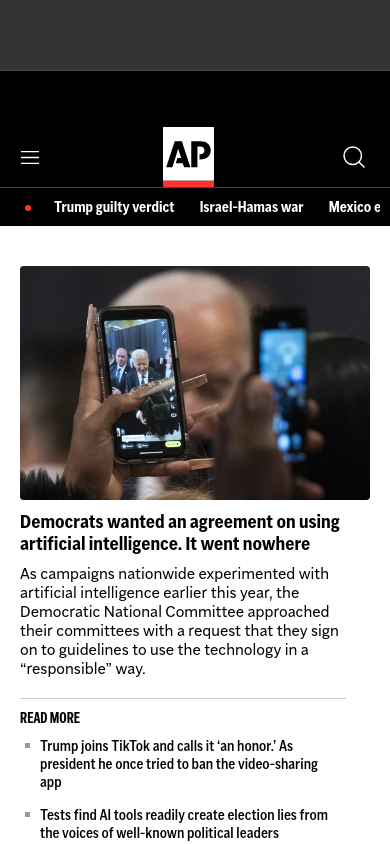 AP
Trump guilty verdict Israel-Hamas war Mexico e
Democrats wanted an agreement on using
artificial intelligence. It went nowhere
As campaigns nationwide experimented with
artificial intelligence earlier this year, the
Democratic National Committee approached
their committees with a request that they sign
on to guidelines to use the technology in a
“responsible” way.
READ MORE
Trump joins TikTok and calls it ‘an honor.’ As
president he once tried to ban the video-sharing
app
Tests find AI tools readily create election lies from
the voices of well-known political leaders